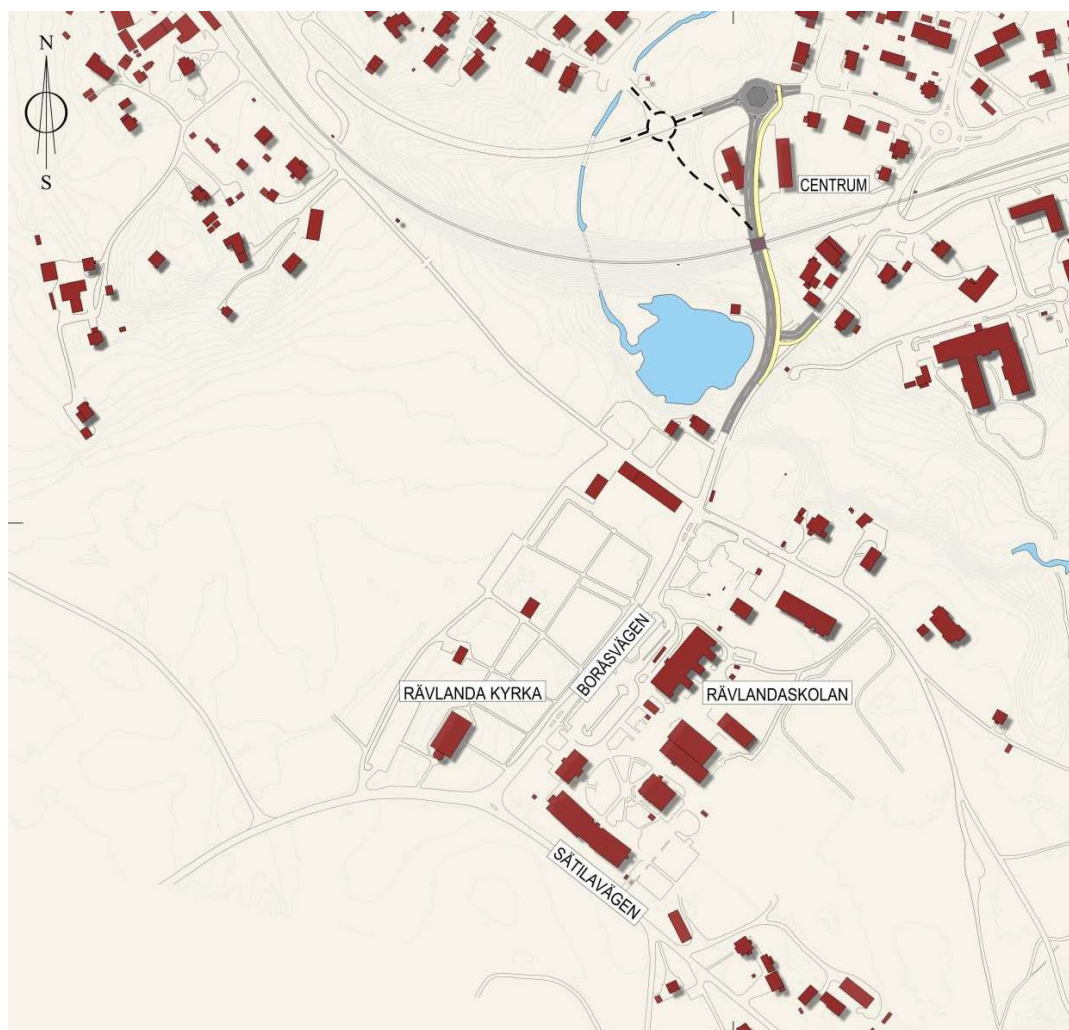 N
S
CENTRUM
BORÅSVÄGEN
RÄVLANDA KYRKA
RÄVLANDASKOLAN
SÄTILAVÄGEN